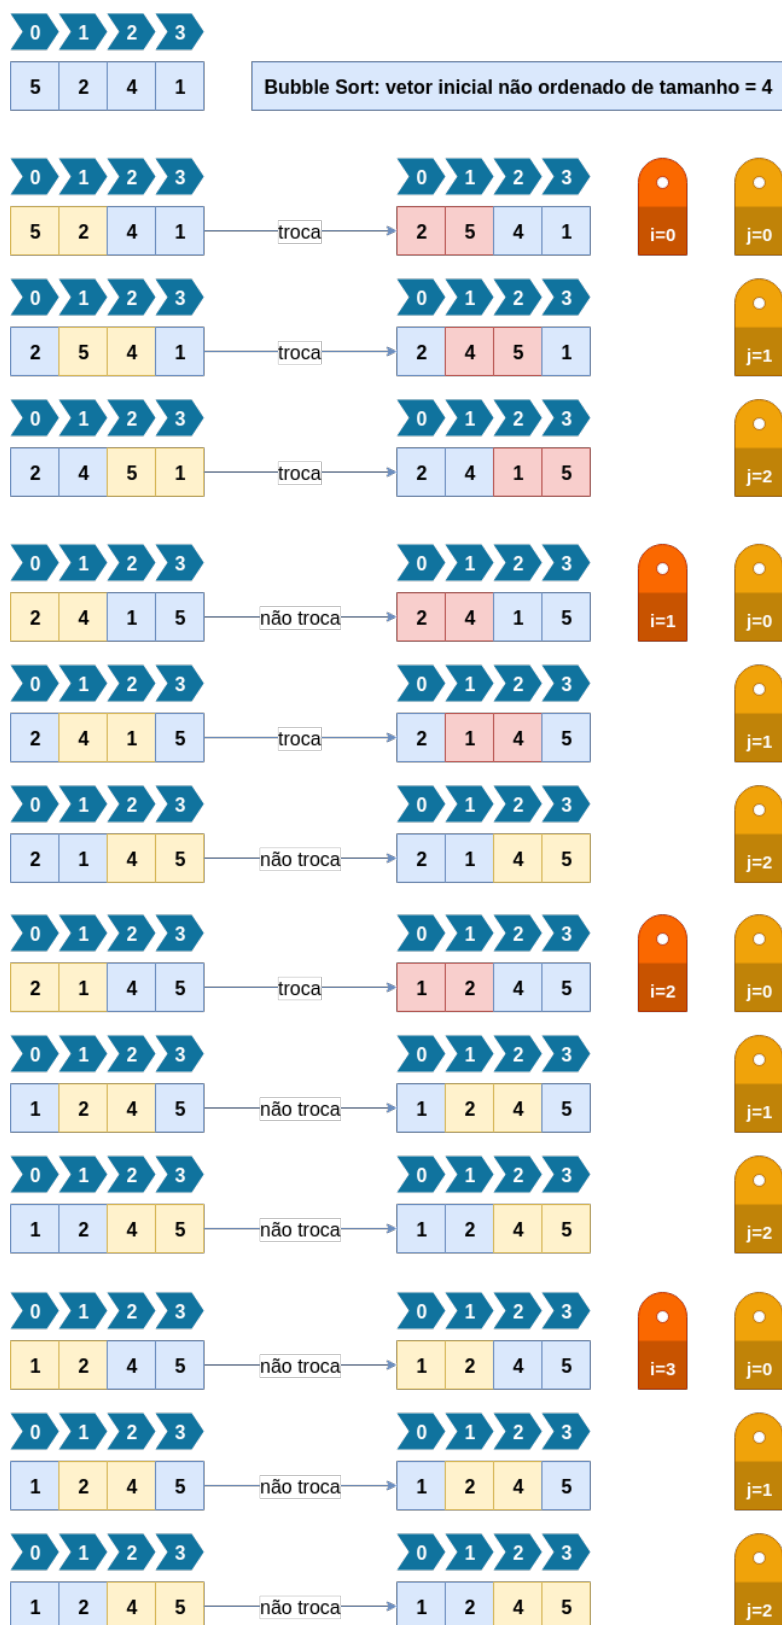 0 1 2 3
5 2 4 1
Bubble Sort: vetor inicial não ordenado de tamanho = 4
0 1 2 3 0 1 2 3
5 2 4 1 troca 2 5 4 1 i=0 j=0
0 1 2 3 0 1 2 3
2 5 4 1 troca 2 4 5 1 j=1
0 1 2 3 0 1 2 3
2 4 5 1 troca 2 4 1 5 j=2
0 1 2 3 0 1 2 3
2 4 1 5 não troca 2 4 1 5 i=1 j=0
0 1 2 3 0 1 2 3
2 4 1 5 troca 2 1 4 5 j=1
0 1 2 3 0 1 2 3
2 1 4 5 não troca 2 1 4 5 j=2
0 1 2 3 0 1 2 3
2 1 4 5 troca 1 2 4 5 i=2 j=0
0 1 2 3 0 1 2 3
1 2 4 5 não troca 1 2 4 5 j=1
0 1 2 3 0 1 2 3
1 2 4 5 não troca 1 2 4 5 j=2
0 1 2 3 0 1 2 3
1 2 4 5 não troca 1 2 4 5 i=3 j=0
0 1 2 3 0 1 2 3
1 2 4 5 não troca 1 2 4 5 j=1
0 1 2 3 0 1 2 3
1 2 4 5 não troca 1 2 4 5 j=2